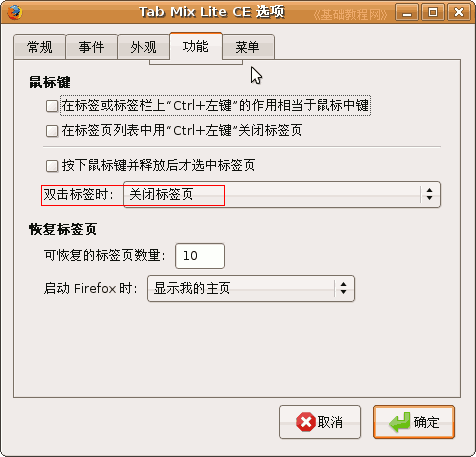 Tab Mix Lite CE 选项
《基础教程网》
常规 事件 外观 功能 菜单
鼠标键
在标签或标签栏上“Ctrl+左键”的作用相当于鼠标中键
在标签页列表中用“Ctrl+左键”关闭标签页
按下鼠标键并释放后才选中标签页
双击标签时： 关闭标签页
恢复标签页
可恢复的标签页数量： 10
启动 Firefox 时： 显示我的主页
取消 确定